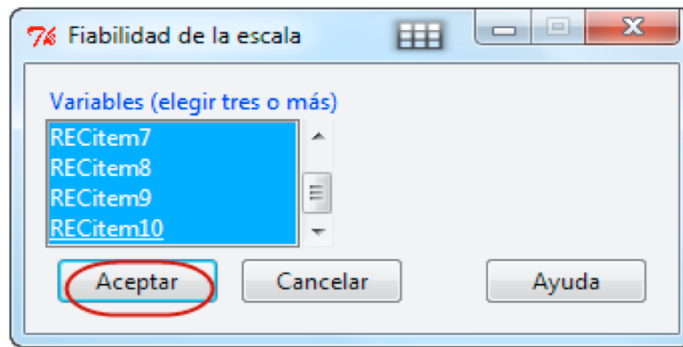 Fiabilidad de la escala
Variables (elegir tres o más)
RECitem7
RECitem8
RECitem9
RECitem10
Aceptar Cancelar Ayuda